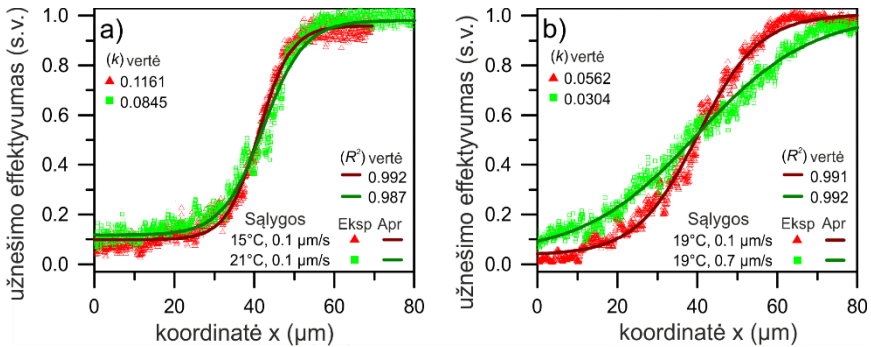 a)
užnešimo effektyvumas (s.v.)
1.0
0.8
0.6
0.4
0.2
0.0
(k) vertė
0.1161
0.0845
(R²) vertė
0.992
0.987
Sąlygos Eksp Apr
15°C, 0.1 µm/s
21°C, 0.1 µm/s
0 20 40 60 80
koordinatė x (µm)
b)
užnešimo effektyvumas (s.v.)
1.0
0.8
0.6
0.4
0.2
0.0
(k) vertė
0.0562
0.0304
(R²) vertė
0.991
0.992
Sąlygos Eksp Apr
19°C, 0.1 µm/s
19°C, 0.7 µm/s
0 20 40 60 80
koordinatė x (µm)